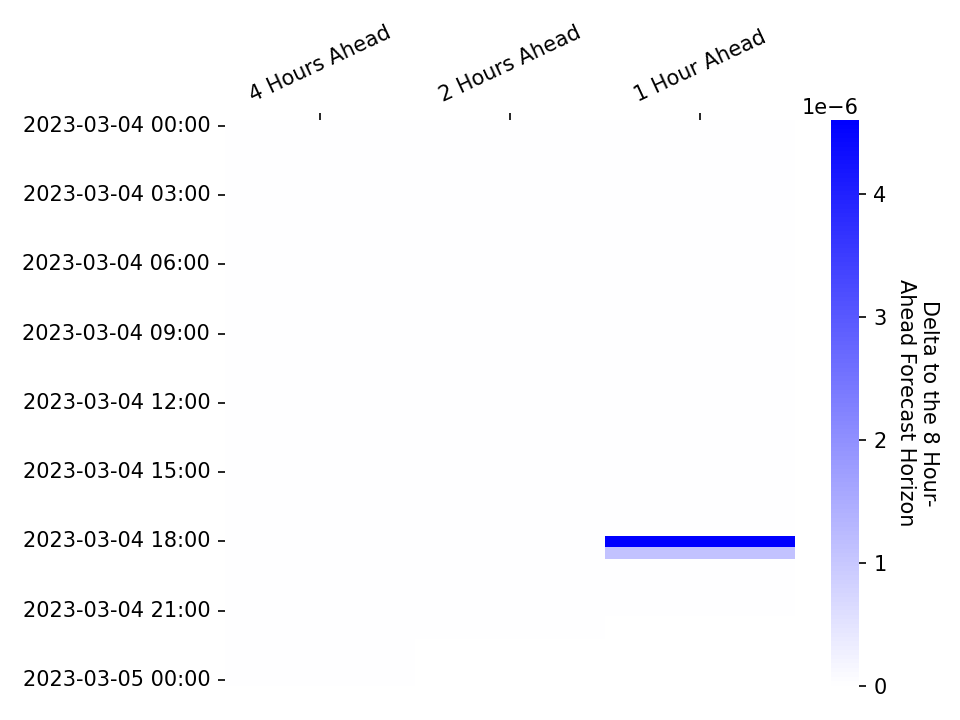 4 Hours Ahead
2 Hours Ahead
1 Hour Ahead
2023-03-04 00:00
2023-03-04 03:00
2023-03-04 06:00
2023-03-04 09:00
2023-03-04 12:00
2023-03-04 15:00
2023-03-04 18:00
2023-03-04 21:00
2023-03-05 00:00
1e−6
4
3
2
1
0
Delta to the 8 Hour-
Ahead Forecast Horizon